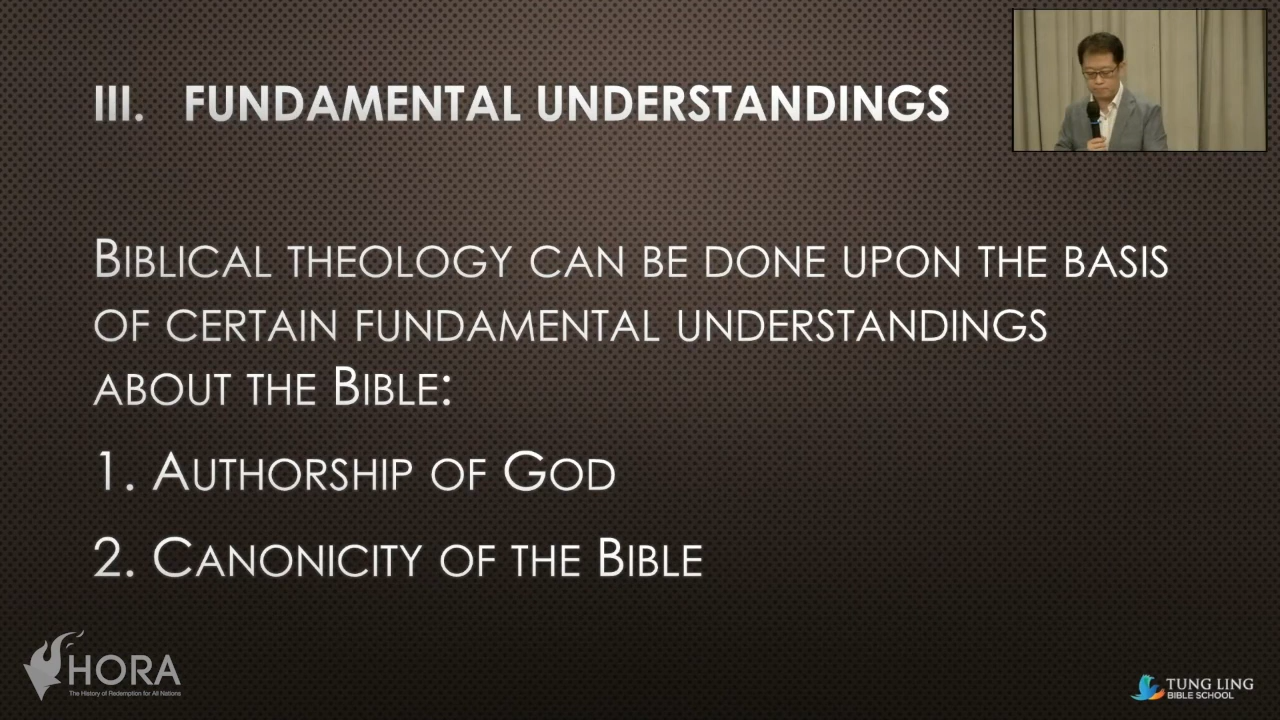 III. FUNDAMENTAL UNDERSTANDINGS
BIBLICAL THEOLOGY CAN BE DONE UPON THE BASIS
OF CERTAIN FUNDAMENTAL UNDERSTANDINGS
ABOUT THE BIBLE:
1. AUTHORSHIP OF GOD
2. CANONICITY OF THE BIBLE
HORA
The History of Redemption for All Nations
TUNG LING
BIBLE SCHOOL